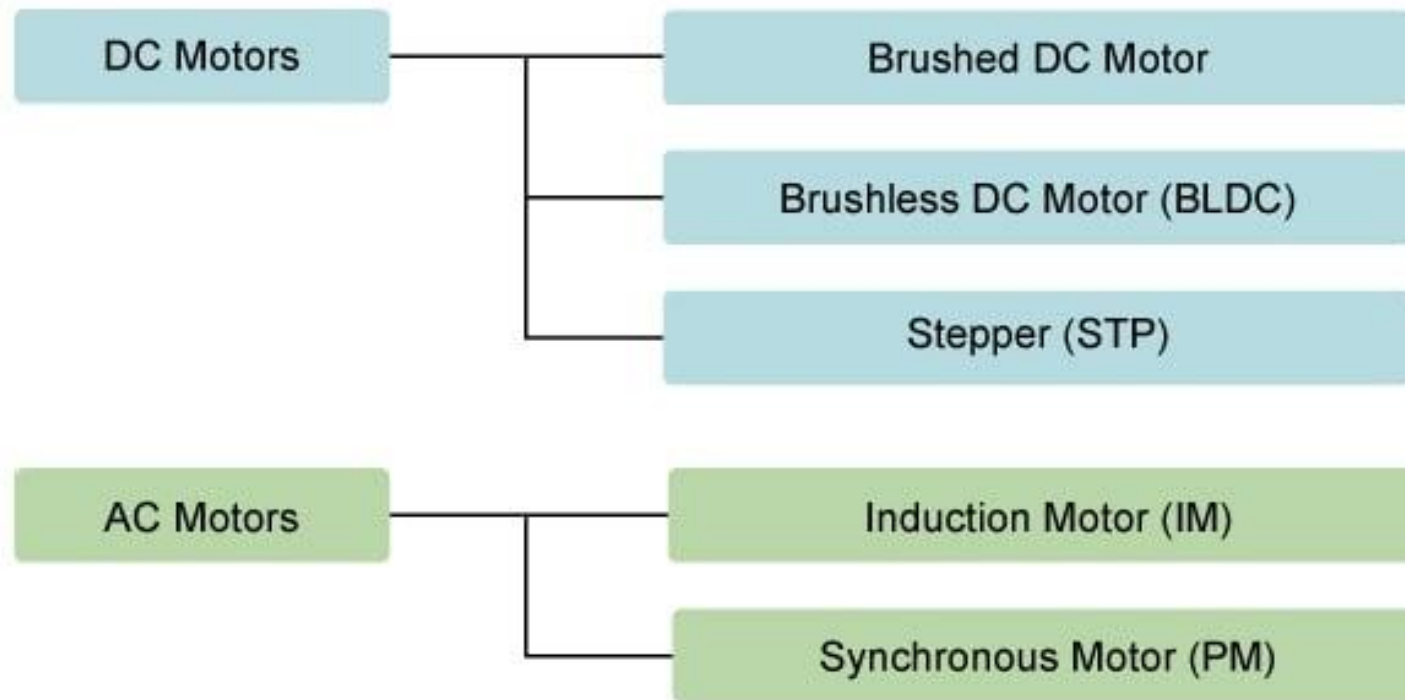 DC Motors
Brushed DC Motor
Brushless DC Motor (BLDC)
Stepper (STP)
AC Motors
Induction Motor (IM)
Synchronous Motor (PM)